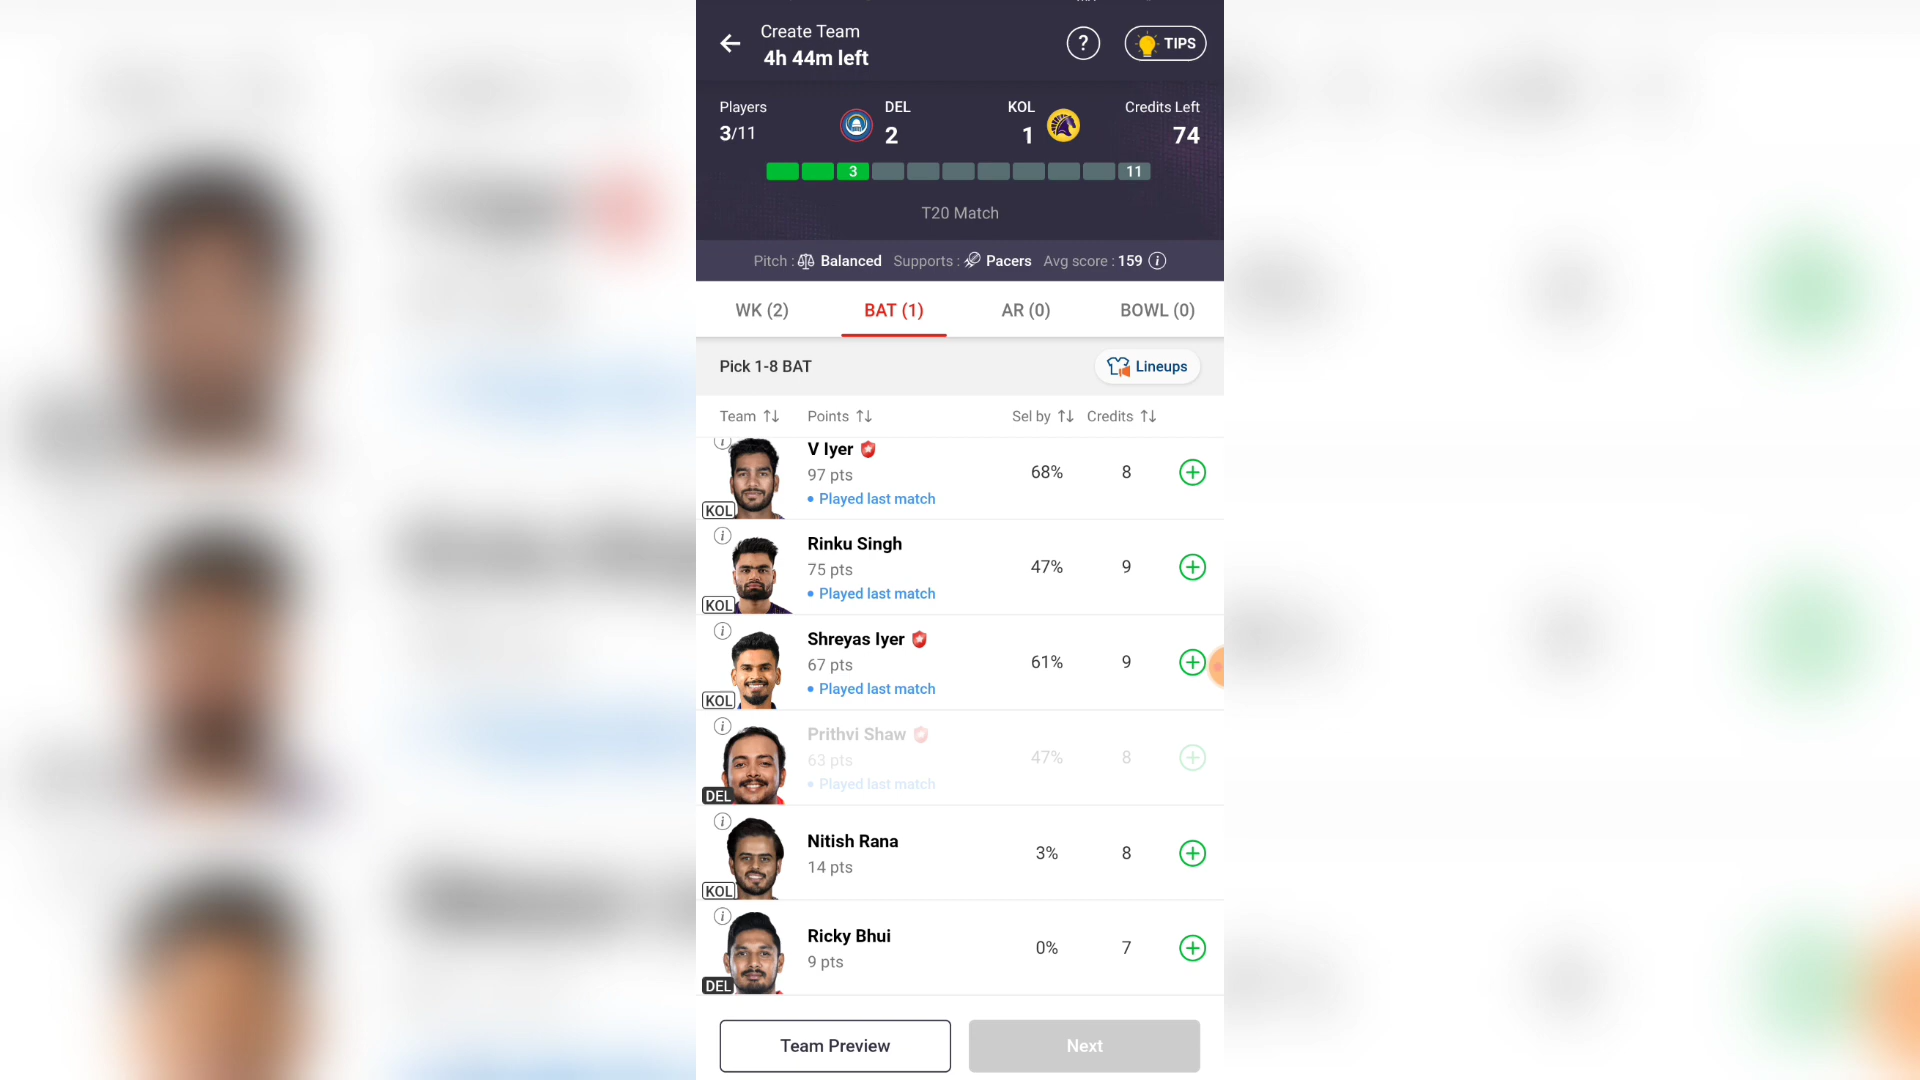 Create Team
4h 44m left
?
TIPS
Players
3/11
DEL
2
KOL
1
Credits Left
74
3
11
T20 Match
Pitch : Balanced Supports : Pacers Avg score : 159 i
WK (2)
BAT (1)
AR (0)
BOWL (0)
Pick 1-8 BAT
Lineups
Team
Points
Sel by
Credits
i
V Iyer
97 pts
Played last match
KOL
68%
8
i
Rinku Singh
75 pts
Played last match
KOL
47%
9
i
Shreyas Iyer
67 pts
Played last match
KOL
61%
9
i
Prithvi Shaw
63 pts
Played last match
DEL
47%
8
i
Nitish Rana
14 pts
KOL
3%
8
i
Ricky Bhui
9 pts
DEL
0%
7
Team Preview
Next